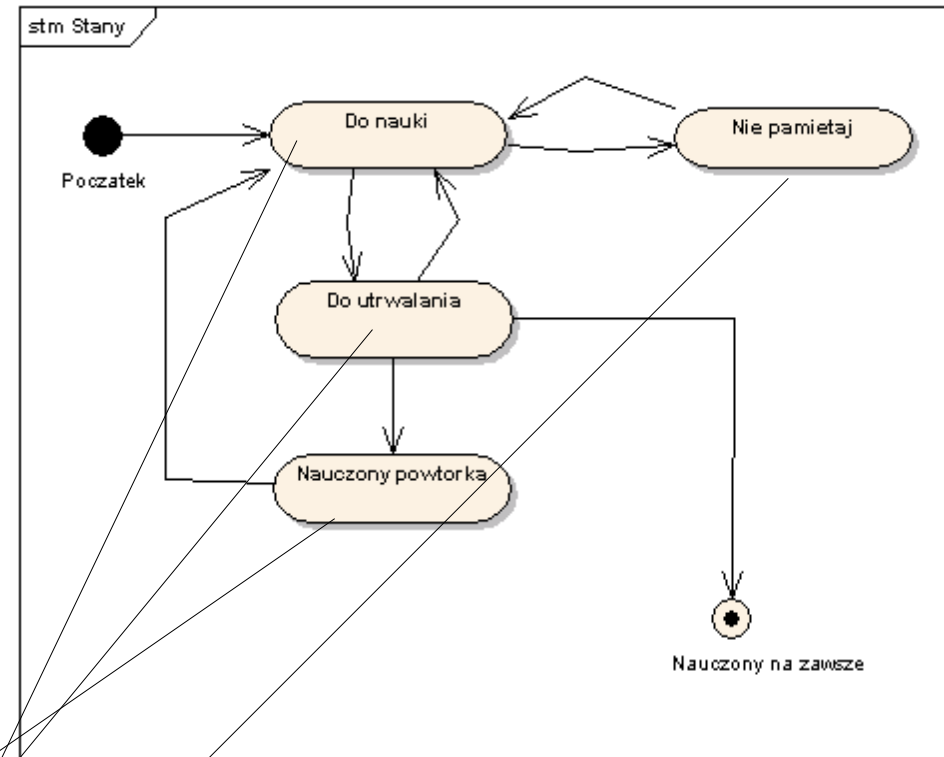 stm Stany
Do nauki
Nie pamietaj
Poczatek
Do utrwalania
Nauczony powtorka
Nauczony na zawsze